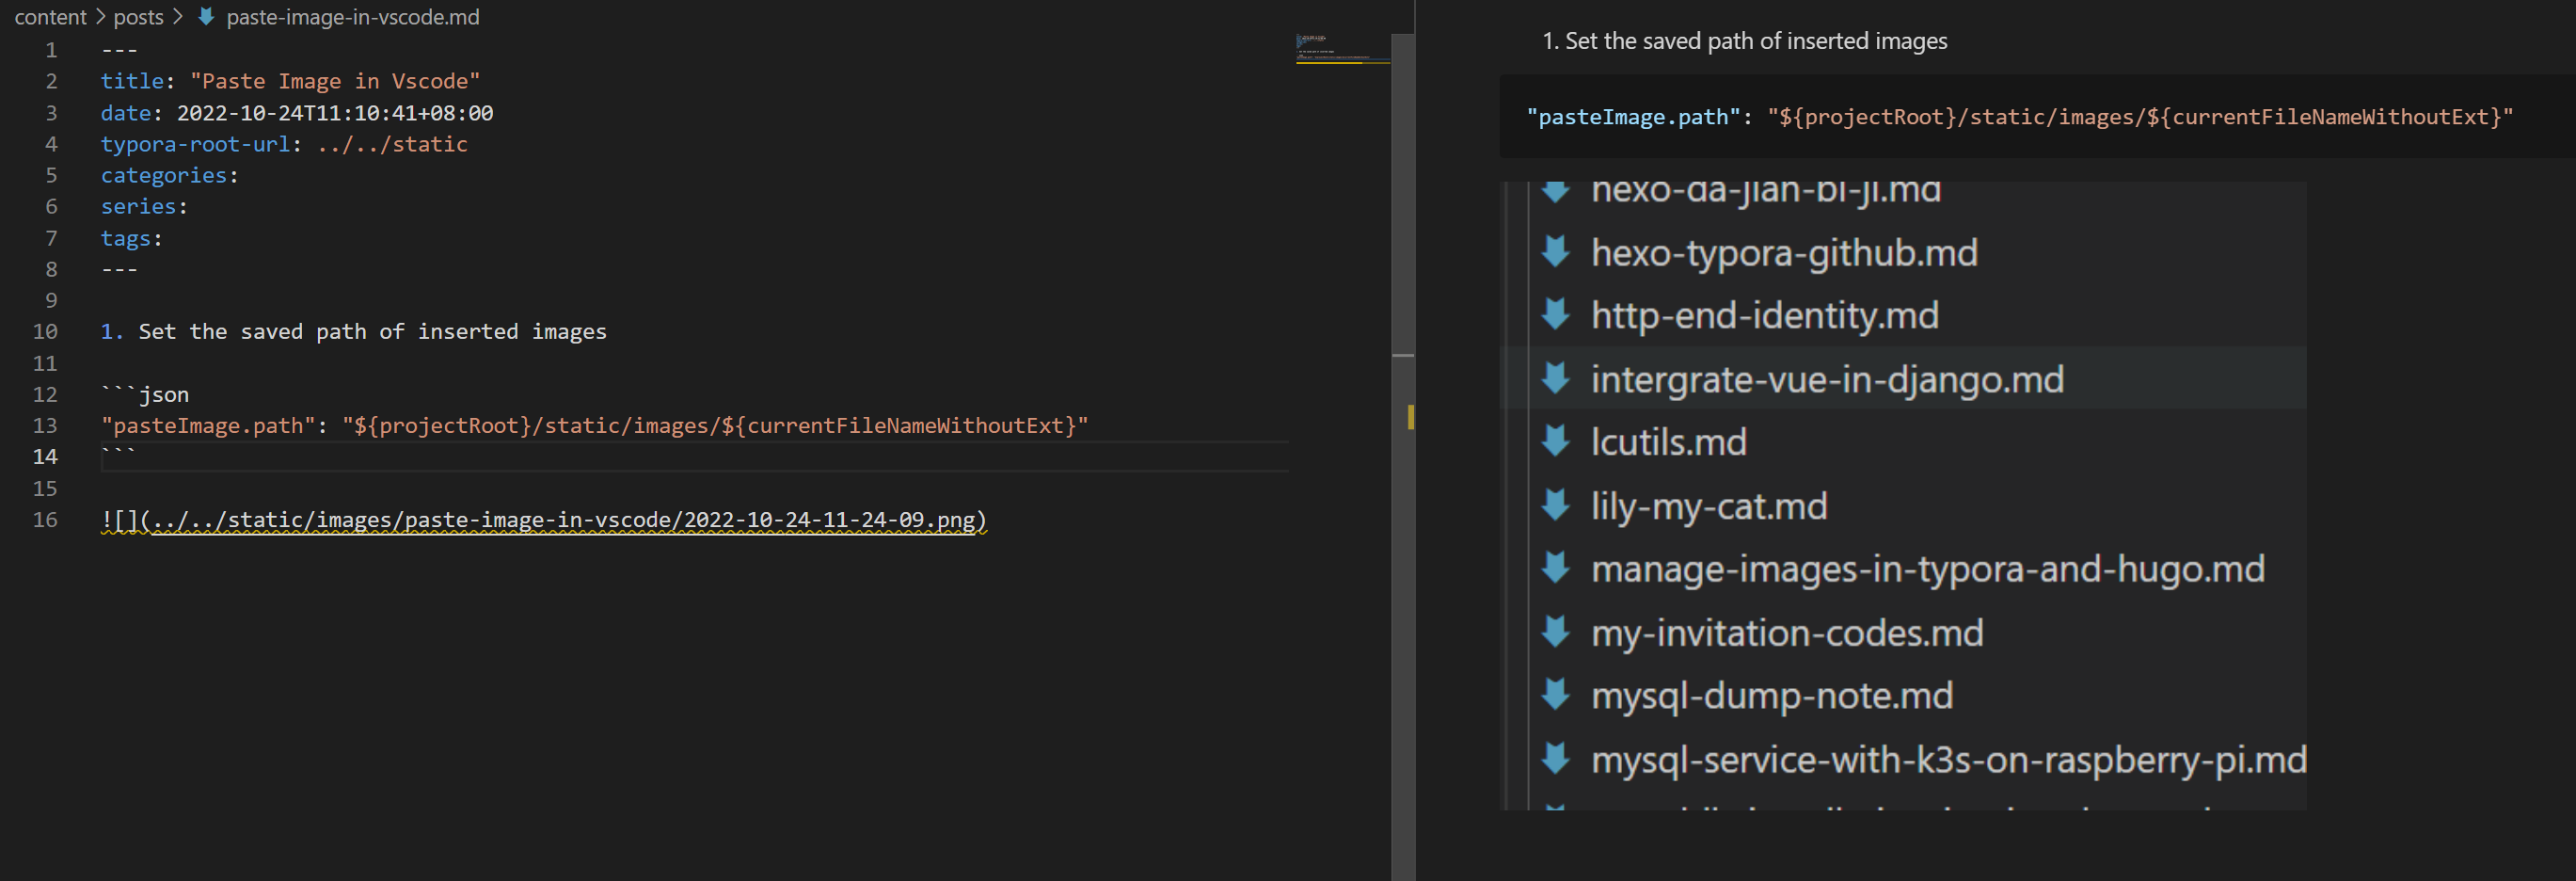 content > posts > paste-image-in-vscode.md
1 ---
2 title: "Paste Image in Vscode"
3 date: 2022-10-24T11:10:41+08:00
4 typora-root-url: ../../static
5 categories:
6 series:
7 tags:
8 ---
9
10 1. Set the saved path of inserted images
11
12 ```json
13 "pasteImage.path": "${projectRoot}/static/images/${currentFileNameWithoutExt}"
14 ```
15
16 ![](../../static/images/paste-image-in-vscode/2022-10-24-11-24-09.png)
1. Set the saved path of inserted images
"pasteImage.path": "${projectRoot}/static/images/${currentFileNameWithoutExt}"
hexo-da-jian-bi-ji.md
hexo-typora-github.md
http-end-identity.md
intergrate-vue-in-django.md
lcutils.md
lily-my-cat.md
manage-images-in-typora-and-hugo.md
my-invitation-codes.md
mysql-dump-note.md
mysql-service-with-k3s-on-raspberry-pi.md